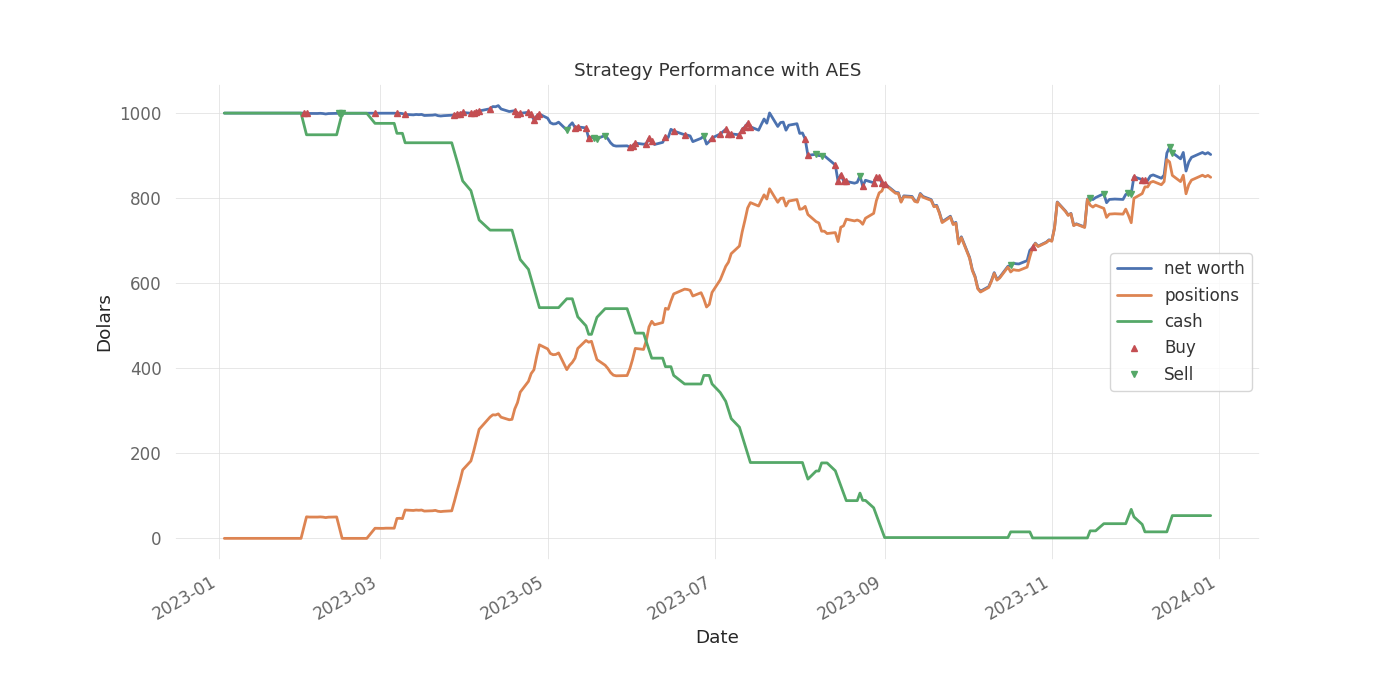 Strategy Performance with AES
1000
800
600
400
200
0
Dolars
net worth
positions
cash
Buy
Sell
2023-01
2023-03
2023-05
2023-07
2023-09
2023-11
2024-01
Date